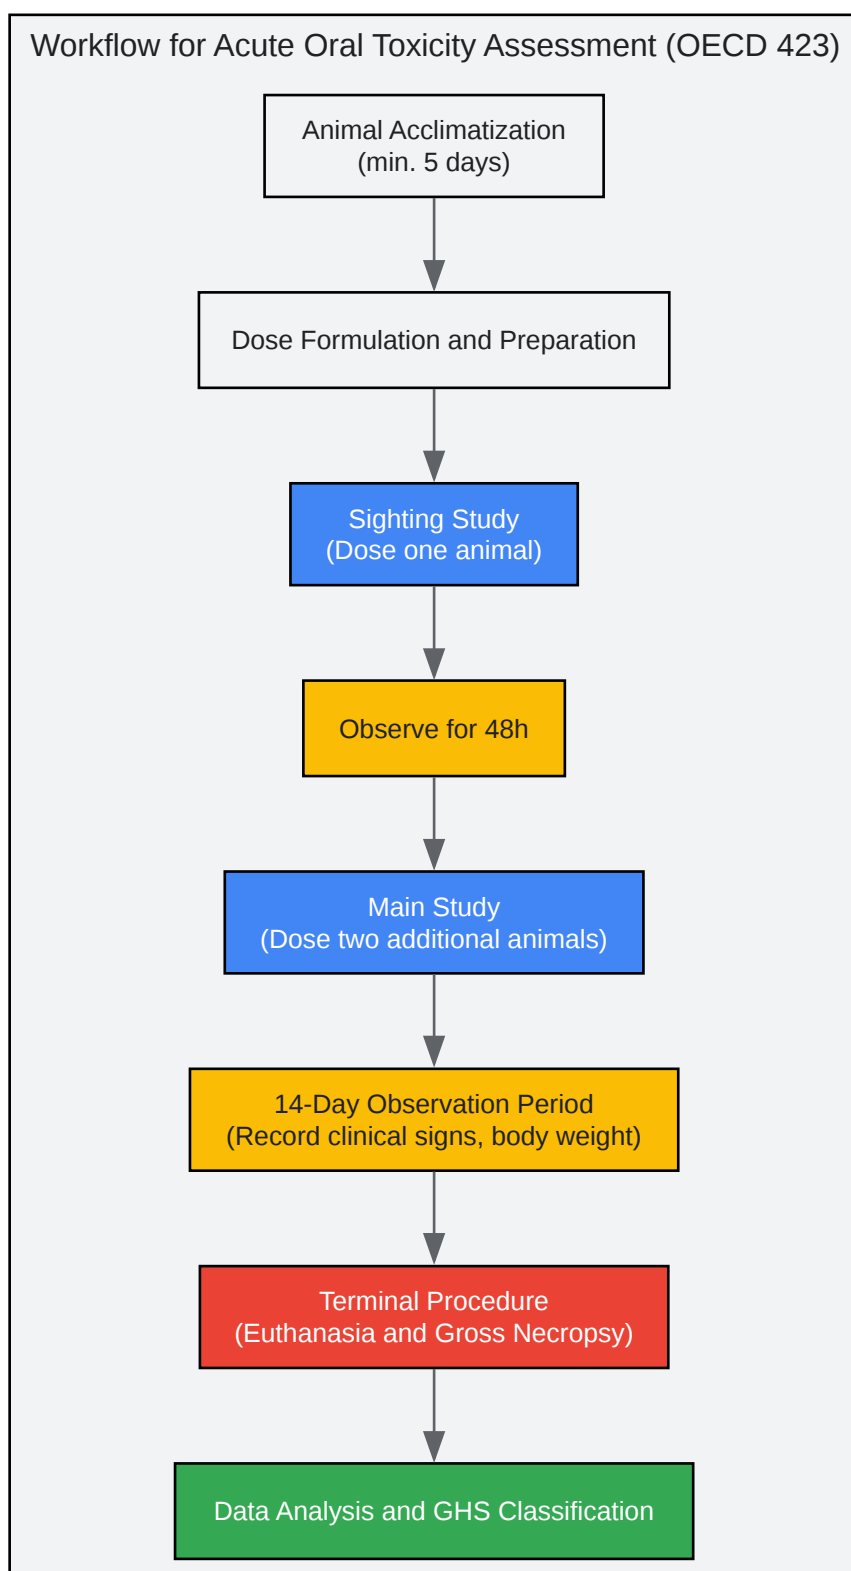 Workflow for Acute Oral Toxicity Assessment (OECD 423)
Animal Acclimatization
(min. 5 days)
Dose Formulation and Preparation
Sighting Study
(Dose one animal)
Observe for 48h
Main Study
(Dose two additional animals)
14-Day Observation Period
(Record clinical signs, body weight)
Terminal Procedure
(Euthanasia and Gross Necropsy)
Data Analysis and GHS Classification